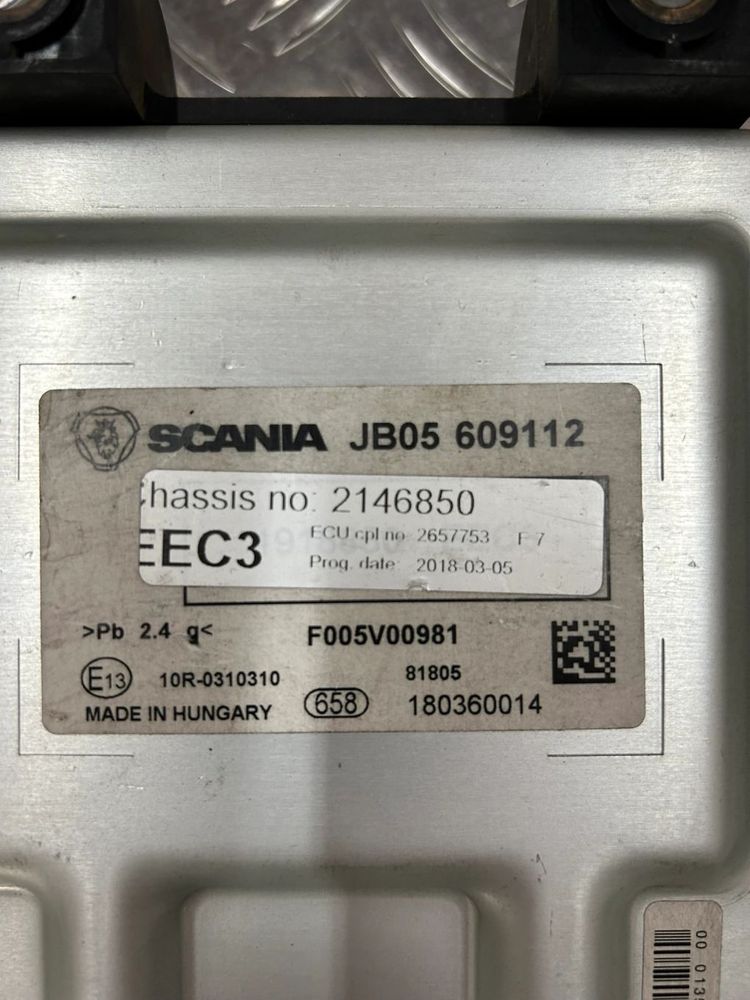 SCANIA JB05 609112
Chassis no: 2146850
EEC3
ECU cpl no 2657753 F 7
Prog. date: 2018-03-05
>Pb 2.4 g<
F005V00981
E13 10R-0310310
81805
MADE IN HUNGARY
658
180360014